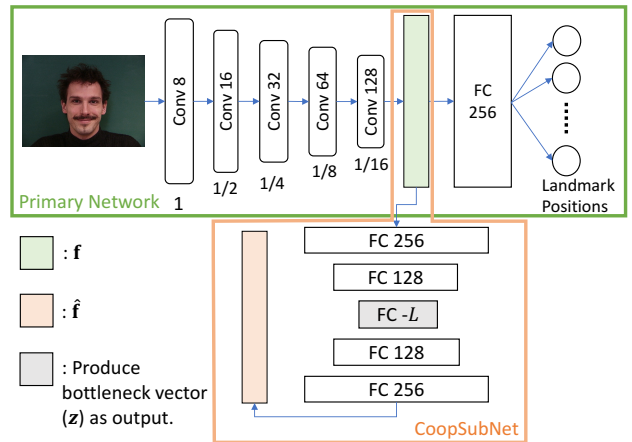 Conv 8
Conv 16
Conv 32
Conv 64
Conv 128
FC
256
1
1/2
1/4
1/8
1/16
Landmark
Positions
Primary Network
: f
: f̂
: Produce
bottleneck vector
(z) as output.
FC 256
FC 128
FC -L
FC 128
FC 256
CoopSubNet